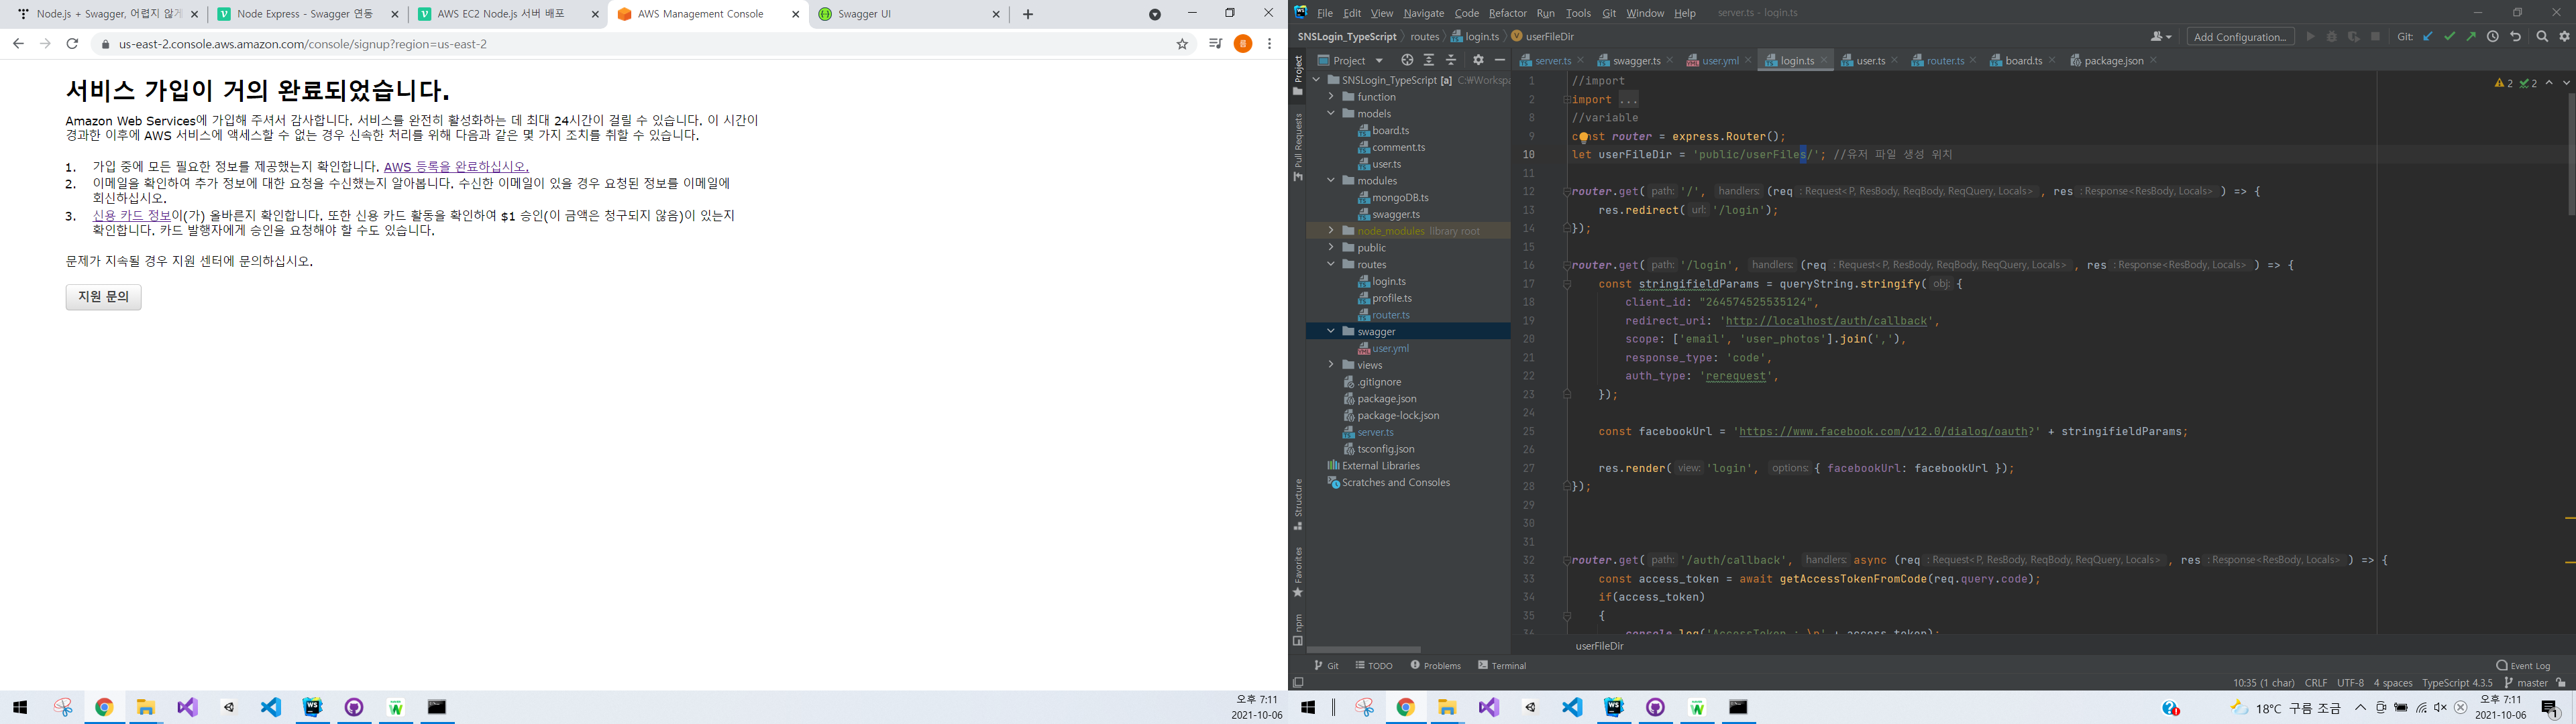 Node.js + Swagger, 어렵지 않게
Node Express - Swagger 연동
AWS EC2 Node.js 서버 배포
AWS Management Console
Swagger UI
us-east-2.console.aws.amazon.com/console/signup?region=us-east-2
서비스 가입이 거의 완료되었습니다.
Amazon Web Services에 가입해 주셔서 감사합니다. 서비스를 완전히 활성화하는 데 최대 24시간이 걸릴 수 있습니다. 이 시간이
경과한 이후에 AWS 서비스에 액세스할 수 없는 경우 신속한 처리를 위해 다음과 같은 몇 가지 조치를 취할 수 있습니다.
1. 가입 중에 모든 필요한 정보를 제공했는지 확인합니다. AWS 등록을 완료하십시오.
2. 이메일을 확인하여 추가 정보에 대한 요청을 수신했는지 알아봅니다. 수신한 이메일이 있을 경우 요청된 정보를 이메일에
회신하십시오.
3. 신용 카드 정보이(가) 올바른지 확인합니다. 또한 신용 카드 활동을 확인하여 $1 승인(이 금액은 청구되지 않음)이 있는지
확인합니다. 카드 발행자에게 승인을 요청해야 할 수도 있습니다.
문제가 지속될 경우 지원 센터에 문의하십시오.
지원 문의
오후 7:11
2021-10-06
File Edit View Navigate Code Refactor Run Tools Git Window Help server.ts - login.ts
SNSLogin_TypeScript routes login.ts userFileDir
Add Configuration... Git:
Project
server.ts swagger.ts user.yml login.ts user.ts router.ts board.ts package.json
Project
Pull Requests
Structure
Favorites
npm
SNSLogin_TypeScript [a] C:₩Workspa
function
models
board.ts
comment.ts
user.ts
modules
mongoDB.ts
swagger.ts
node_modules library root
public
routes
login.ts
profile.ts
router.ts
swagger
user.yml
views
.gitignore
package.json
package-lock.json
server.ts
tsconfig.json
External Libraries
Scratches and Consoles
2 2
1 //import
2 import ...
8 //variable
9 const router = express.Router();
10 let userFileDir = 'public/userFiles/'; //유저 파일 생성 위치
11
12 router.get( path: '/', handlers: (req : Request<P, ResBody, ReqBody, ReqQuery, Locals> , res : Response<ResBody, Locals> ) => {
13 res.redirect( url: '/login');
14 });
15
16 router.get( path: '/login', handlers: (req : Request<P, ResBody, ReqBody, ReqQuery, Locals> , res : Response<ResBody, Locals> ) => {
17 const stringifieldParams = queryString.stringify( obj: {
18 client_id: "264574525535124",
19 redirect_uri: 'http://localhost/auth/callback',
20 scope: ['email', 'user_photos'].join(','),
21 response_type: 'code',
22 auth_type: 'rerequest',
23 });
24
25 const facebookUrl = 'https://www.facebook.com/v12.0/dialog/oauth?' + stringifieldParams;
26
27 res.render( view: 'login', options: { facebookUrl: facebookUrl });
28 });
29
30
31
32 router.get( path: '/auth/callback', handlers: async (req : Request<P, ResBody, ReqBody, ReqQuery, Locals> , res : Response<ResBody, Locals> ) => {
33 const access_token = await getAccessTokenFromCode(req.query.code);
34 if(access_token)
35 {
36 console.log('AccessToken : \n' + access_token);
userFileDir
Git TODO Problems Terminal Event Log
10:35 (1 char) CRLF UTF-8 4 spaces TypeScript 4.3.5 master
18°C 구름 조금
오후 7:11
2021-10-06
1